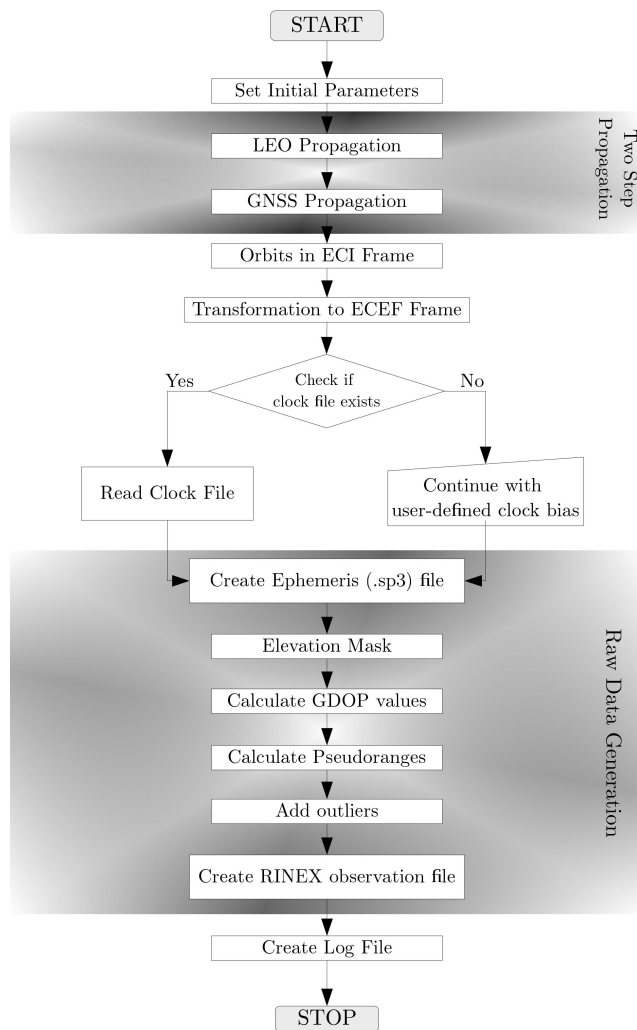 START
Set Initial Parameters
LEO Propagation
GNSS Propagation
Two Step
Propagation
Orbits in ECI Frame
Transformation to ECEF Frame
Check if
clock file exists
Yes
No
Read Clock File
Continue with
user-defined clock bias
Create Ephemeris (.sp3) file
Elevation Mask
Calculate GDOP values
Calculate Pseudoranges
Add outliers
Create RINEX observation file
Raw Data Generation
Create Log File
STOP